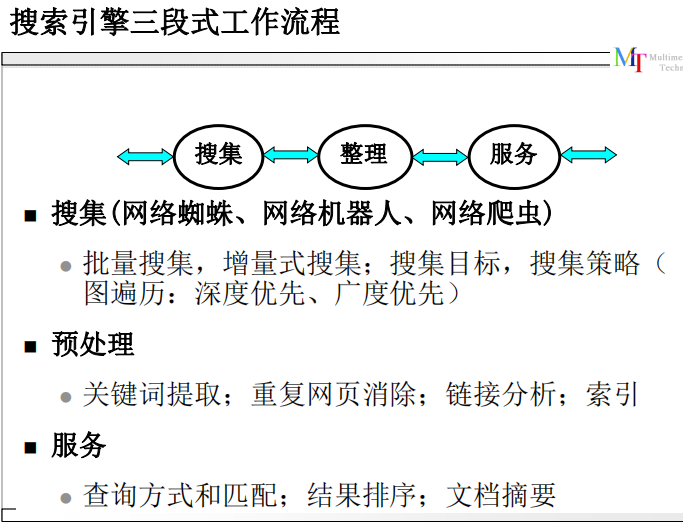 搜索引擎三段式工作流程
MT Multime
Techn
搜集 整理 服务
■ 搜集(网络蜘蛛、网络机器人、网络爬虫)
● 批量搜集，增量式搜集；搜集目标，搜集策略（
图遍历：深度优先、广度优先）
■ 预处理
● 关键词提取；重复网页消除；链接分析；索引
■ 服务
● 查询方式和匹配；结果排序；文档摘要